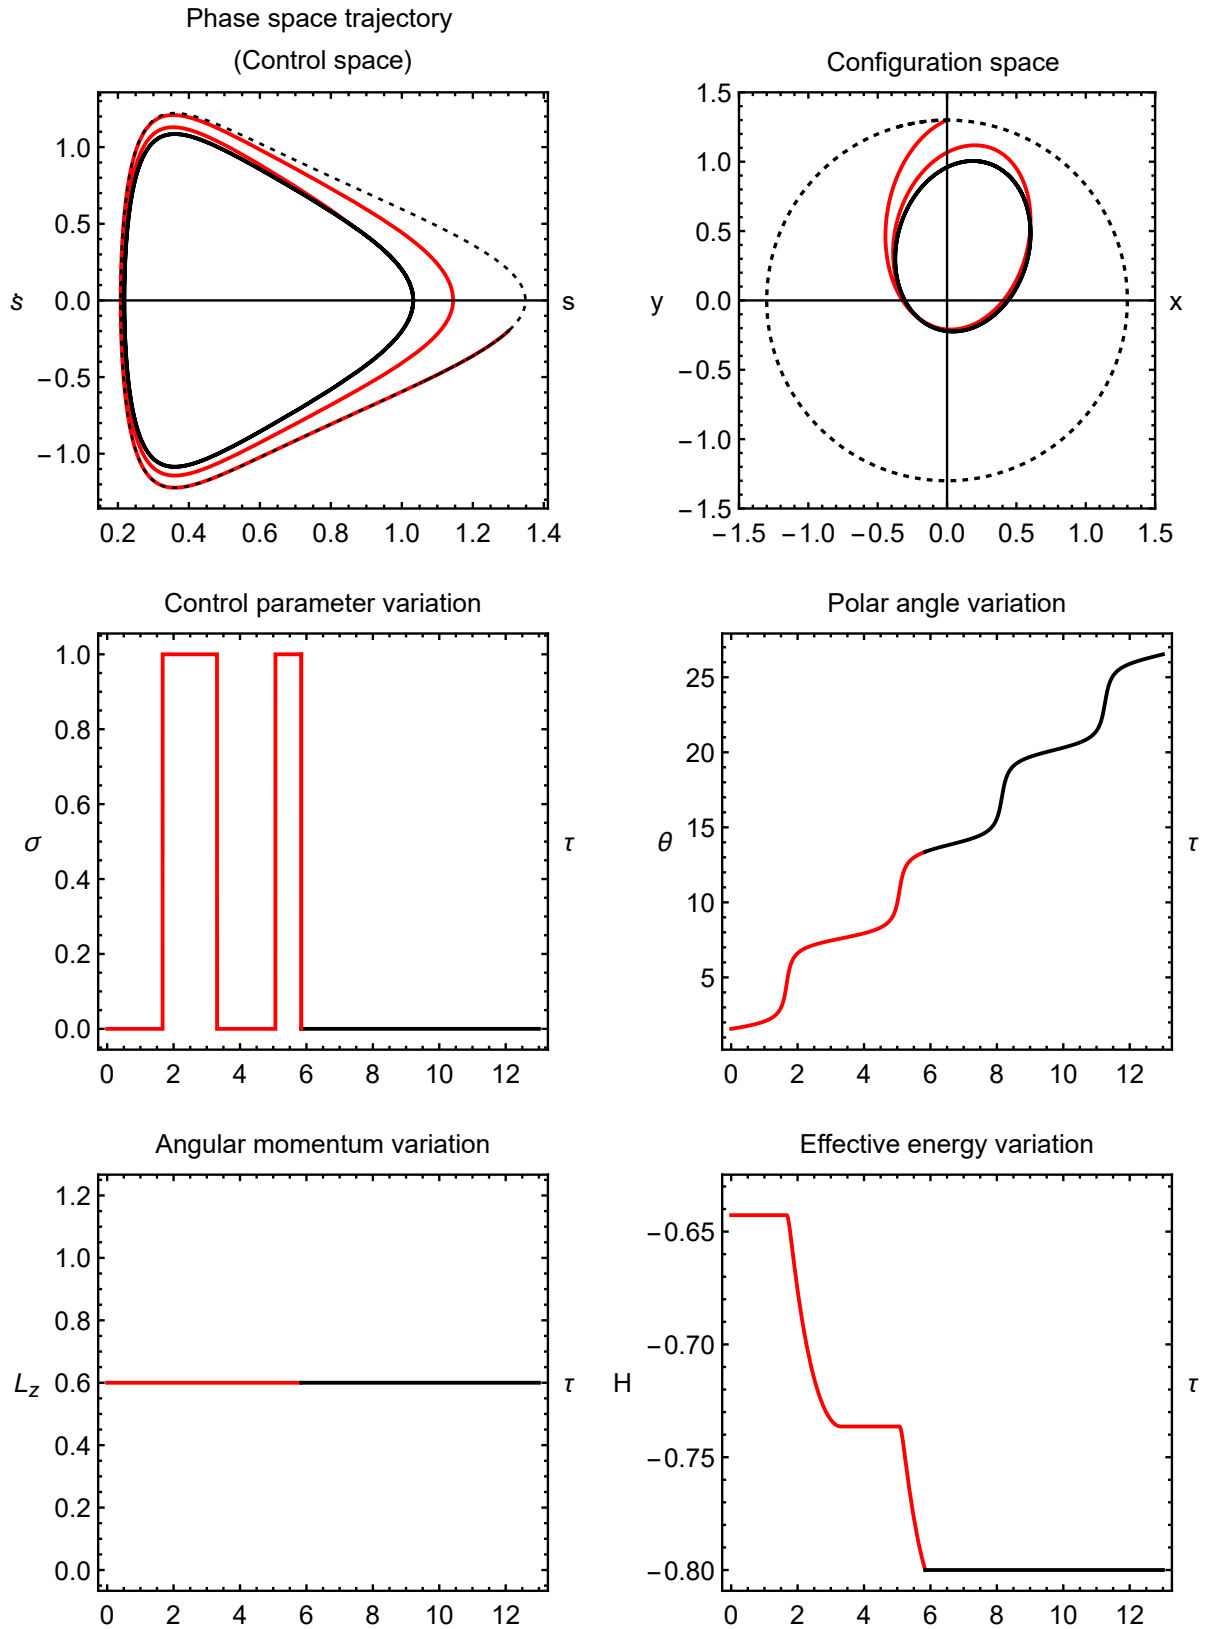 Phase space trajectory
(Control space)
1.0
0.5
0.0
−0.5
−1.0
ṡ
s
0.2 0.4 0.6 0.8 1.0 1.2 1.4
Configuration space
1.5
1.0
0.5
0.0
−0.5
−1.0
−1.5
y
x
−1.5 −1.0 −0.5 0.0 0.5 1.0 1.5
Control parameter variation
1.0
0.8
0.6
0.4
0.2
0.0
σ
τ
0 2 4 6 8 10 12
Polar angle variation
25
20
15
10
5
θ
τ
0 2 4 6 8 10 12
Angular momentum variation
1.2
1.0
0.8
0.6
0.4
0.2
0.0
L_z
τ
0 2 4 6 8 10 12
Effective energy variation
−0.65
−0.70
−0.75
−0.80
H
τ
0 2 4 6 8 10 12